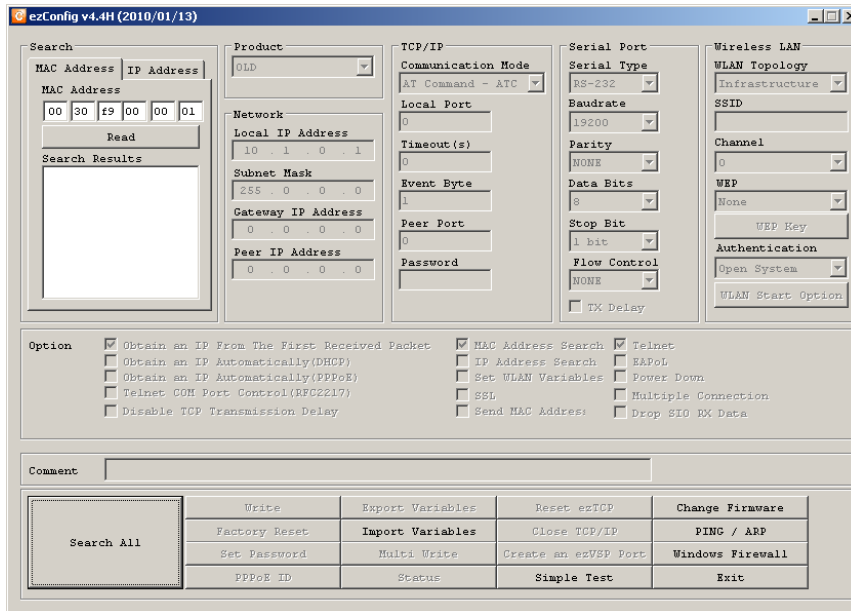 ezConfig v4.4H (2010/01/13)
Search
MAC Address
IP Address
MAC Address
00 30 f9 00 00 01
Read
Search Results
Product
OLD
Network
Local IP Address
10 . 1 . 0 . 1
Subnet Mask
255 . 0 . 0 . 0
Gateway IP Address
0 . 0 . 0 . 0
Peer IP Address
0 . 0 . 0 . 0
TCP/IP
Communication Mode
AT Command - ATC
Local Port
0
Timeout(s)
0
Event Byte
1
Peer Port
0
Password
Serial Port
Serial Type
RS-232
Baudrate
19200
Parity
NONE
Data Bits
8
Stop Bit
1 bit
Flow Control
NONE
TX Delay
Wireless LAN
WLAN Topology
Infrastructure
SSID
Channel
0
WEP
None
WEP Key
Authentication
Open System
WLAN Start Option
Option
Obtain an IP From The First Received Packet
Obtain an IP Automatically(DHCP)
Obtain an IP Automatically(PPPoE)
Telnet COM Port Control(RFC2217)
Disable TCP Transmission Delay
MAC Address Search
IP Address Search
Set WLAN Variables
SSL
Send MAC Addres
Telnet
EAPoL
Power Down
Multiple Connection
Drop SIO RX Data
Comment
Search All
Write
Export Variables
Reset ezTCP
Change Firmware
Factory Reset
Import Variables
Close TCP/IP
PING / ARP
Set Password
Multi Write
Create an ezVSP Port
Windows Firewall
PPPoE ID
Status
Simple Test
Exit